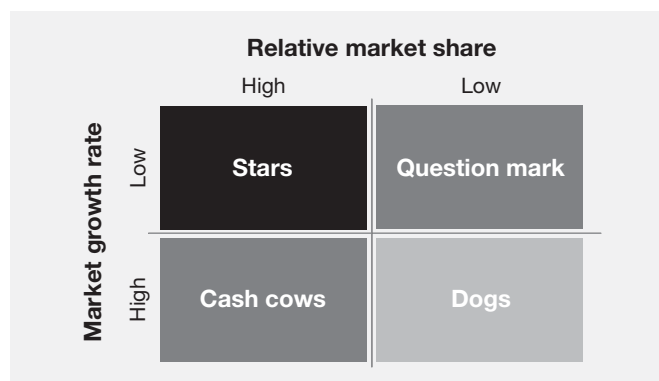 Relative market share
High Low
Market growth rate
Low
Stars Question mark
High
Cash cows Dogs